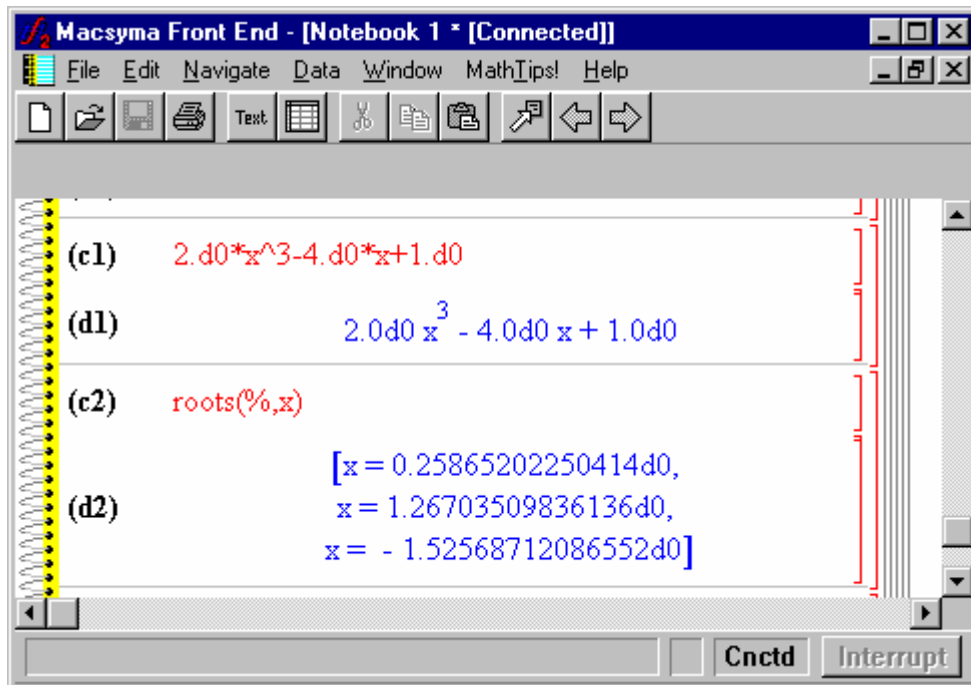 Macsyma Front End - [Notebook 1 * [Connected]]
File Edit Navigate Data Window MathTips! Help
Text
(c1) 2.d0*x^3-4.d0*x+1.d0
(d1) 2.0d0 x^3 - 4.0d0 x + 1.0d0
(c2) roots(%,x)
[x = 0.25865202250414d0,
(d2) x = 1.26703509836136d0,
x = - 1.52568712086552d0]
Cnctd Interrupt